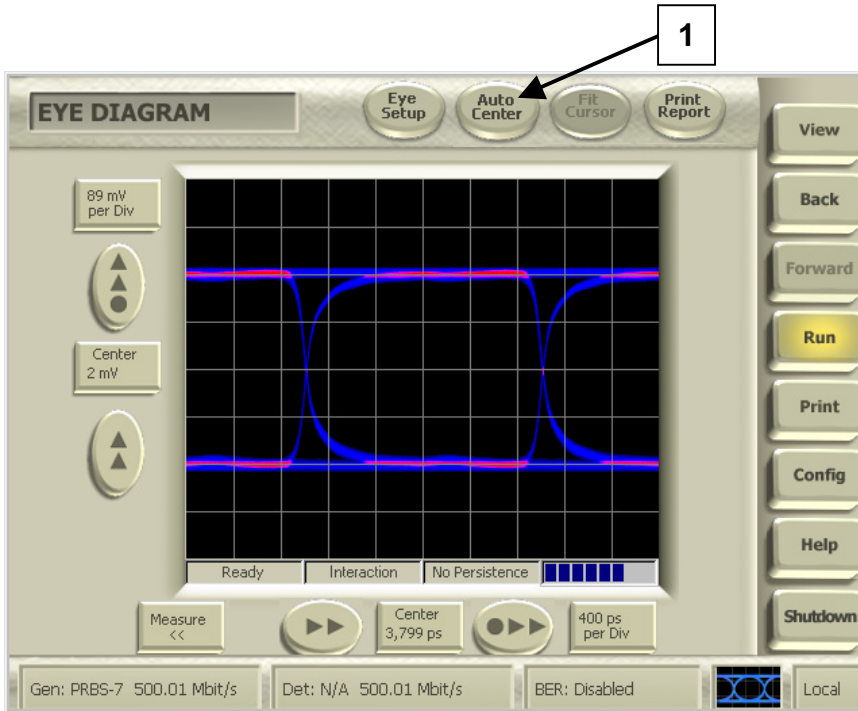 1
EYE DIAGRAM
Eye
Setup
Auto
Center
Fit
Cursor
Print
Report
View
Back
Forward
Run
Print
Config
Help
Shutdown
89 mV
per Div
Center
2 mV
Ready
Interaction
No Persistence
Measure
<<
Center
3,799 ps
400 ps
per Div
Gen: PRBS-7 500.01 Mbit/s
Det: N/A 500.01 Mbit/s
BER: Disabled
Local